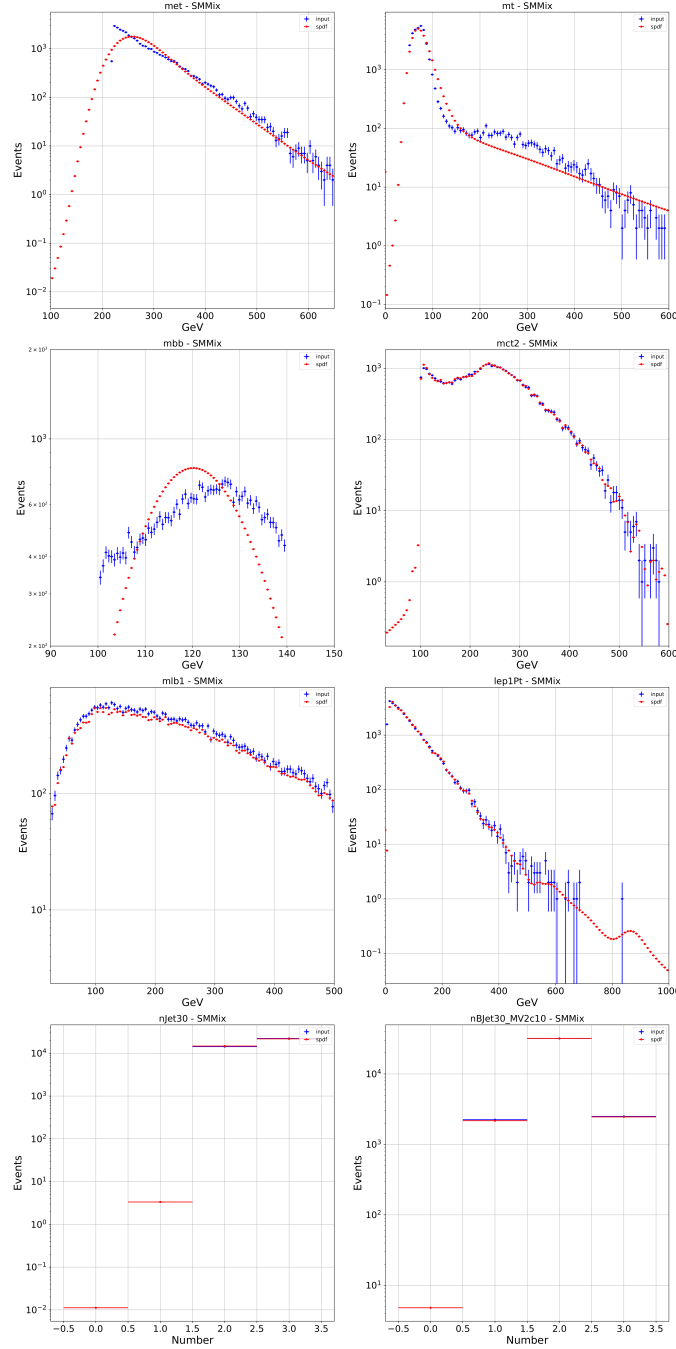 met - SMMix
input
spdf
Events
10³
10²
10¹
10⁰
10⁻¹
10⁻²
100 200 300 400 500 600
GeV
mt - SMMix
input
spdf
Events
10³
10²
10¹
10⁰
10⁻¹
0 100 200 300 400 500 600
GeV
mbb - SMMix
input
spdf
Events
2 × 10³
10³
6 × 10²
4 × 10²
3 × 10²
2 × 10²
90 100 110 120 130 140 150
GeV
mct2 - SMMix
input
spdf
Events
10³
10²
10¹
10⁰
100 200 300 400 500 600
GeV
mlb1 - SMMix
input
spdf
Events
10²
10¹
100 200 300 400 500
GeV
lep1Pt - SMMix
input
spdf
Events
10³
10²
10¹
10⁰
10⁻¹
0 200 400 600 800 1000
GeV
nJet30 - SMMix
input
spdf
Events
10⁴
10³
10²
10¹
10⁰
10⁻¹
10⁻²
−0.5 0.0 0.5 1.0 1.5 2.0 2.5 3.0 3.5
Number
nBJet30_MV2c10 - SMMix
input
spdf
Events
10⁴
10³
10²
10¹
−0.5 0.0 0.5 1.0 1.5 2.0 2.5 3.0 3.5
Number